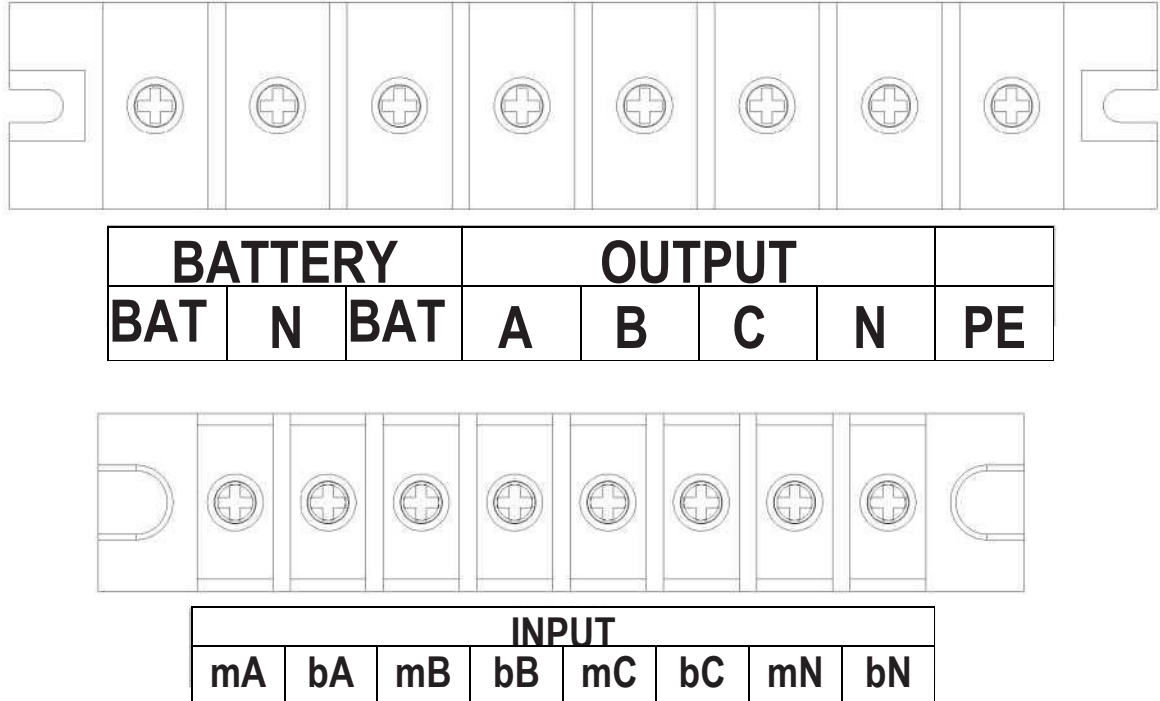 BATTERY OUTPUT
BAT N BAT A B C N PE
INPUT
mA bA mB bB mC bC mN bN